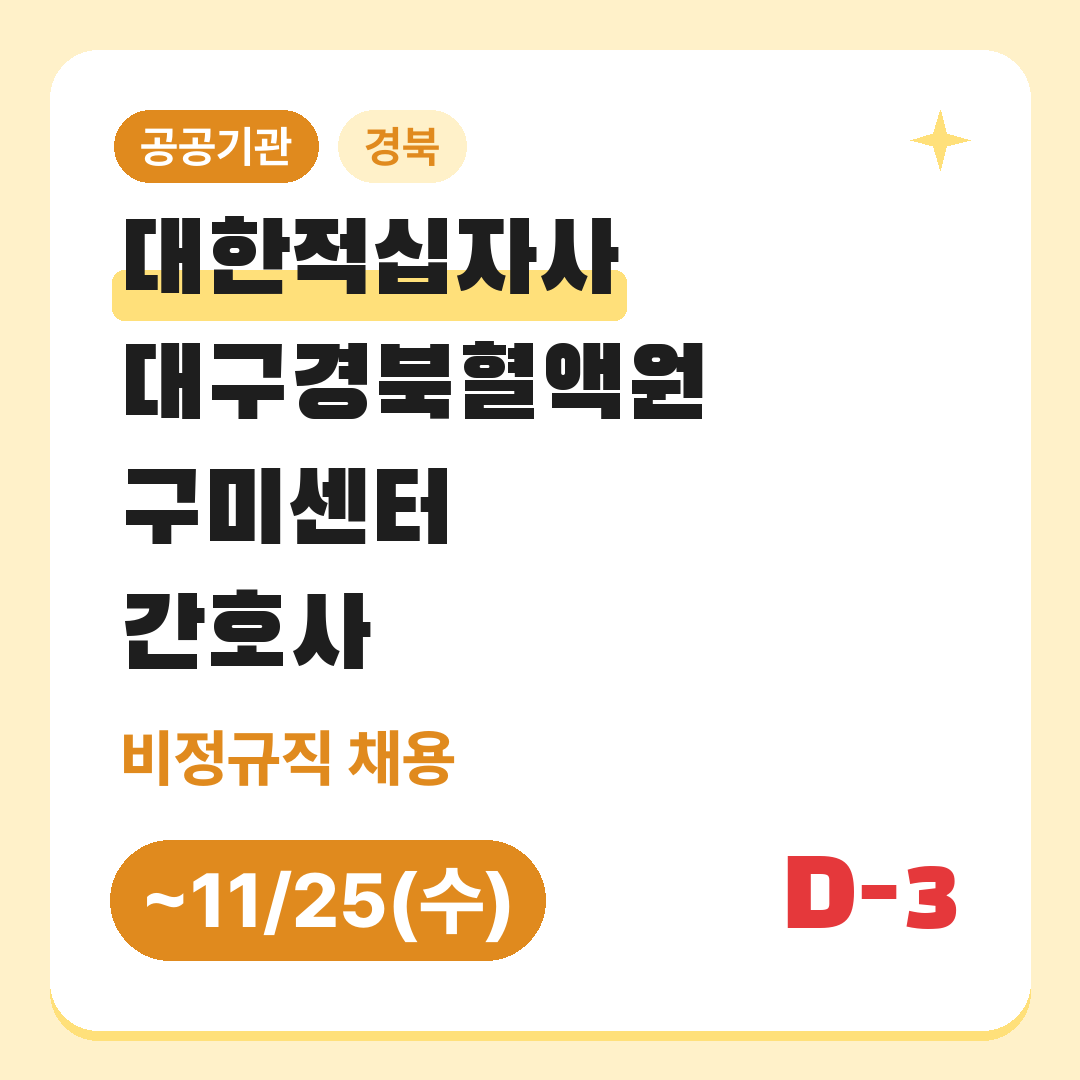 공공기관 경북
대한적십자사
대구경북혈액원
구미센터
간호사
비정규직 채용
~11/25(수) D-3